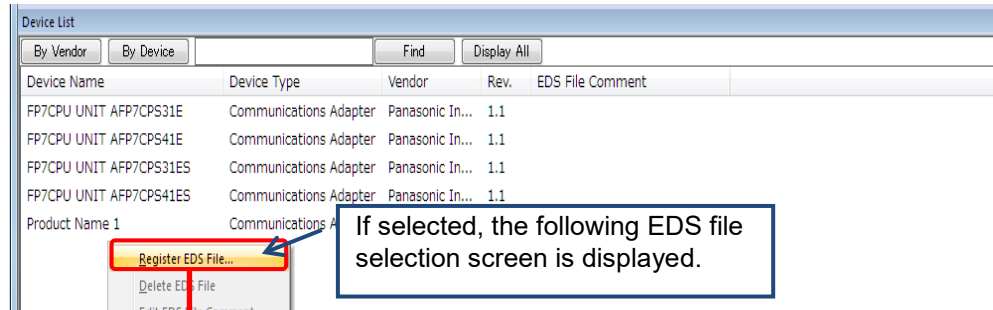 Device List
By Vendor By Device Find Display All
Device Name Device Type Vendor Rev. EDS File Comment
FP7CPU UNIT AFP7CPS31E Communications Adapter Panasonic In... 1.1
FP7CPU UNIT AFP7CPS41E Communications Adapter Panasonic In... 1.1
FP7CPU UNIT AFP7CPS31ES Communications Adapter Panasonic In... 1.1
FP7CPU UNIT AFP7CPS41ES Communications Adapter Panasonic In... 1.1
Product Name 1 Communications A
If selected, the following EDS file
selection screen is displayed.
Register EDS File...
Delete EDS File